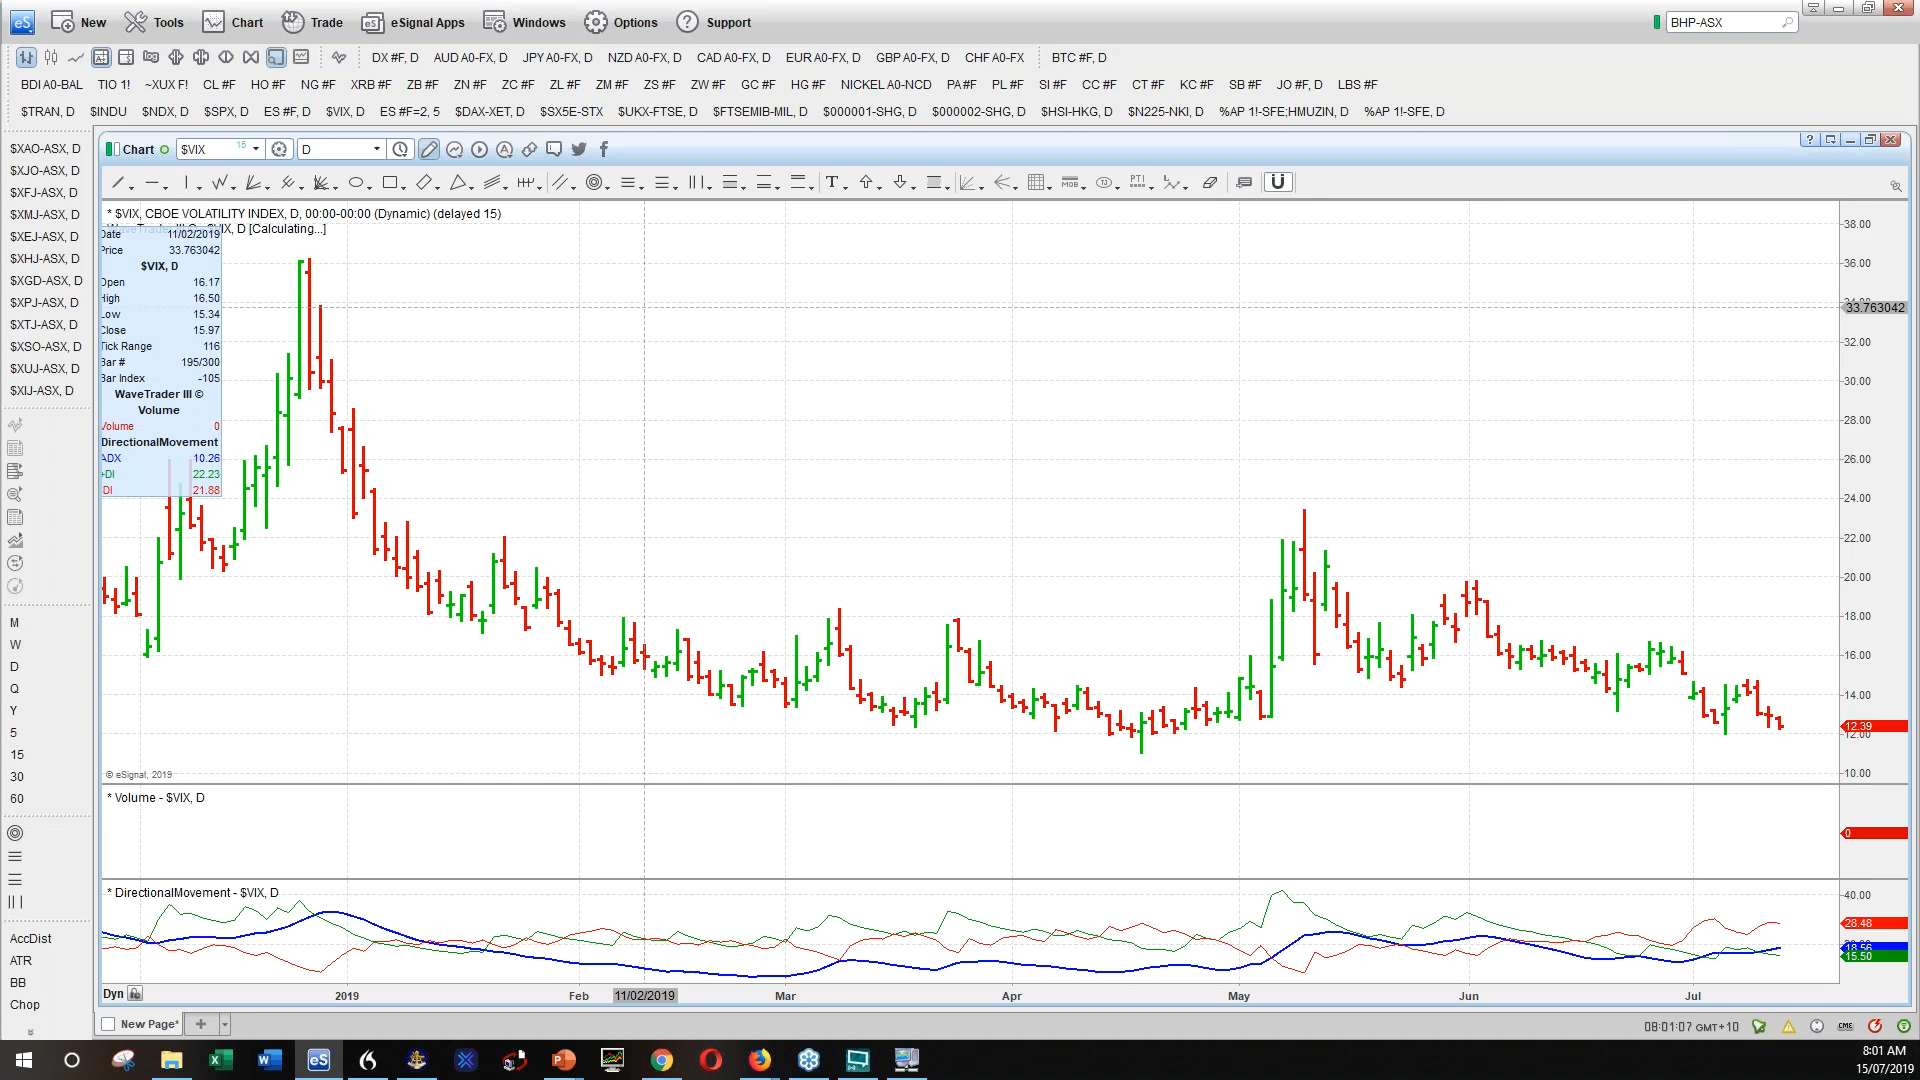 eS New Tools Chart Trade eS eSignal Apps Windows Options Support BHP-ASX
DX #F, D AUD A0-FX, D JPY A0-FX, D NZD A0-FX, D CAD A0-FX, D EUR A0-FX, D GBP A0-FX, D CHF A0-FX BTC #F, D
BDI A0-BAL TIO 1! ~XUX F! CL #F HO #F NG #F XRB #F ZB #F ZN #F ZC #F ZL #F ZM #F ZS #F ZW #F GC #F HG #F NICKEL A0-NCD PA #F PL #F SI #F CC #F CT #F KC #F SB #F JO #F, D LBS #F
$TRAN, D $INDU $NDX, D $SPX, D ES #F, D $VIX, D ES #F=2, 5 $DAX-XET, D $SX5E-STX $UKX-FTSE, D $FTSEMIB-MIL, D $000001-SHG, D $000002-SHG, D $HSI-HKG, D $N225-NKI, D %AP 1!-SFE;HMUZIN, D %AP 1!-SFE, D
$XAO-ASX, D
$XJO-ASX, D
$XFJ-ASX, D
$XMJ-ASX, D
$XEJ-ASX, D
$XHJ-ASX, D
$XGD-ASX, D
$XPJ-ASX, D
$XTJ-ASX, D
$XSO-ASX, D
$XUJ-ASX, D
$XIJ-ASX, D
M
W
D
Q
Y
5
15
30
60
AccDist
ATR
BB
Chop
Chart $VIX 15 D
* $VIX, CBOE VOLATILITY INDEX, D, 00:00-00:00 (Dynamic) (delayed 15)
VIX, D [Calculating...]
Date 11/02/2019
Price 33.763042
$VIX, D
Open 16.17
High 16.50
Low 15.34
Close 15.97
Tick Range 116
Bar # 195/300
Bar Index -105
WaveTrader III ©
Volume
Volume 0
DirectionalMovement
ADX 10.26
+DI 22.23
-DI 21.88
38.00
36.00
33.763042
32.00
30.00
28.00
26.00
24.00
22.00
20.00
18.00
16.00
14.00
12.39
12.00
10.00
© eSignal, 2019
* Volume - $VIX, D
0
* DirectionalMovement - $VIX, D
40.00
28.48
18.56
15.50
Dyn 2019 Feb 11/02/2019 Mar Apr May Jun Jul
New Page* + 08:01:07 GMT+10 CME
8:01 AM
15/07/2019